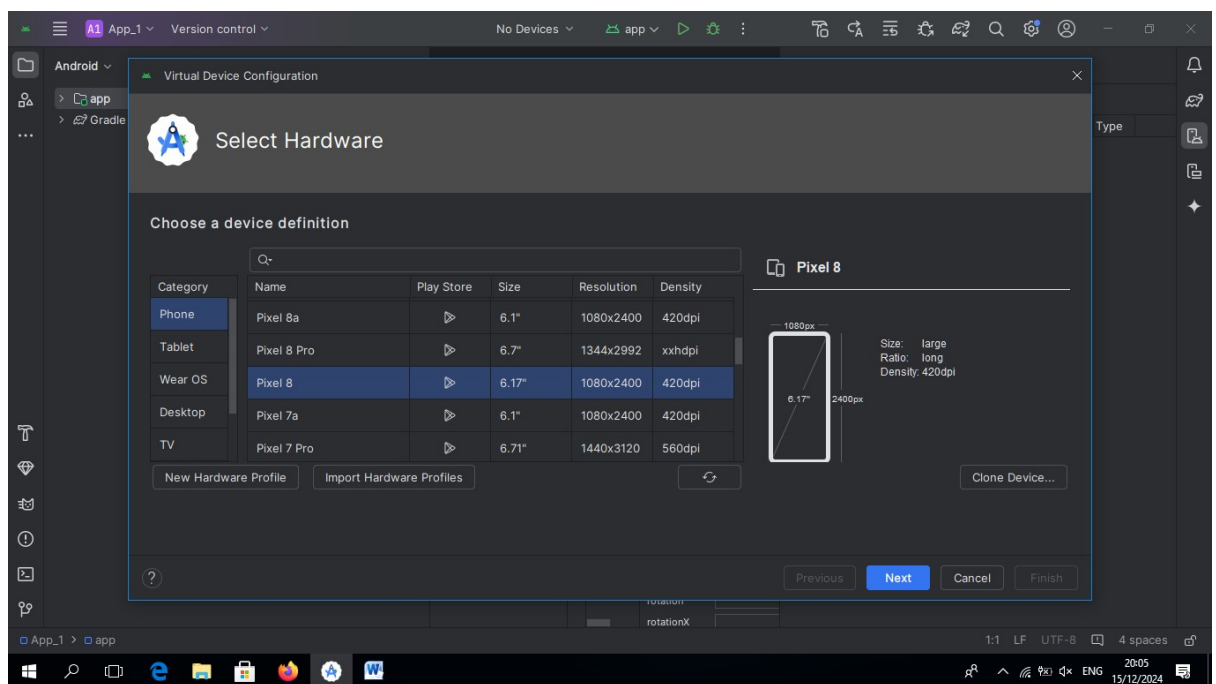 A1 App_1 Version control No Devices app
Android
app
Gradle
Virtual Device Configuration
Select Hardware
Type
Choose a device definition
Category
Phone
Tablet
Wear OS
Desktop
TV
Name Play Store Size Resolution Density
Pixel 8a 6.1" 1080x2400 420dpi
Pixel 8 Pro 6.7" 1344x2992 xxhdpi
Pixel 8 6.17" 1080x2400 420dpi
Pixel 7a 6.1" 1080x2400 420dpi
Pixel 7 Pro 6.71" 1440x3120 560dpi
New Hardware Profile Import Hardware Profiles
Pixel 8
1080px
6.17"
2400px
Size: large
Ratio: long
Density: 420dpi
Clone Device...
? Previous Next Cancel Finish
rotation
rotationX
App_1 > app 1:1 LF UTF-8 4 spaces
W ENG 20:05
15/12/2024